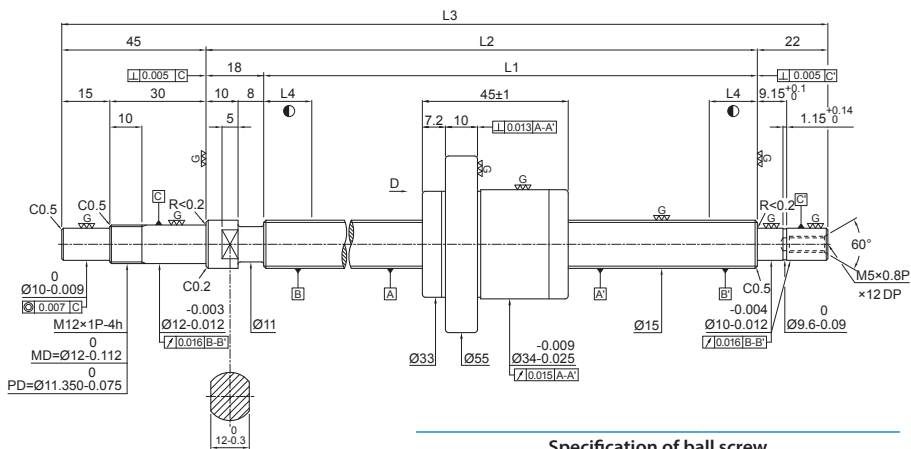 L3
45
L2
22
⊥ 0.005 C
18
L1
⊥ 0.005 C'
15
30
10
8
L4
45±1
L4
9.15 +0.1 0
10
5
7.2
10
⊥ 0.013 A-A'
1.15 +0.14 0
G
G
G
G
D
C
C'
C0.5
G
C0.5
G
R<0.2
G
R<0.2
G
G
60°
C0.2
B
A
A'
B'
C0.5
M5×0.8P
×12DP
0
Ø10-0.009
◎ 0.007 C
M12×1P-4h
0
MD=Ø12-0.112
0
PD=Ø11.350-0.075
-0.003
Ø12-0.012
↗ 0.016 B-B'
Ø11
Ø33
Ø55
-0.009
Ø34-0.025
↗ 0.015 A-A'
Ø15
-0.004
Ø10-0.012
↗ 0.016 B-B'
0
Ø9.6-0.09
0
12-0.3
Specification of ball screw